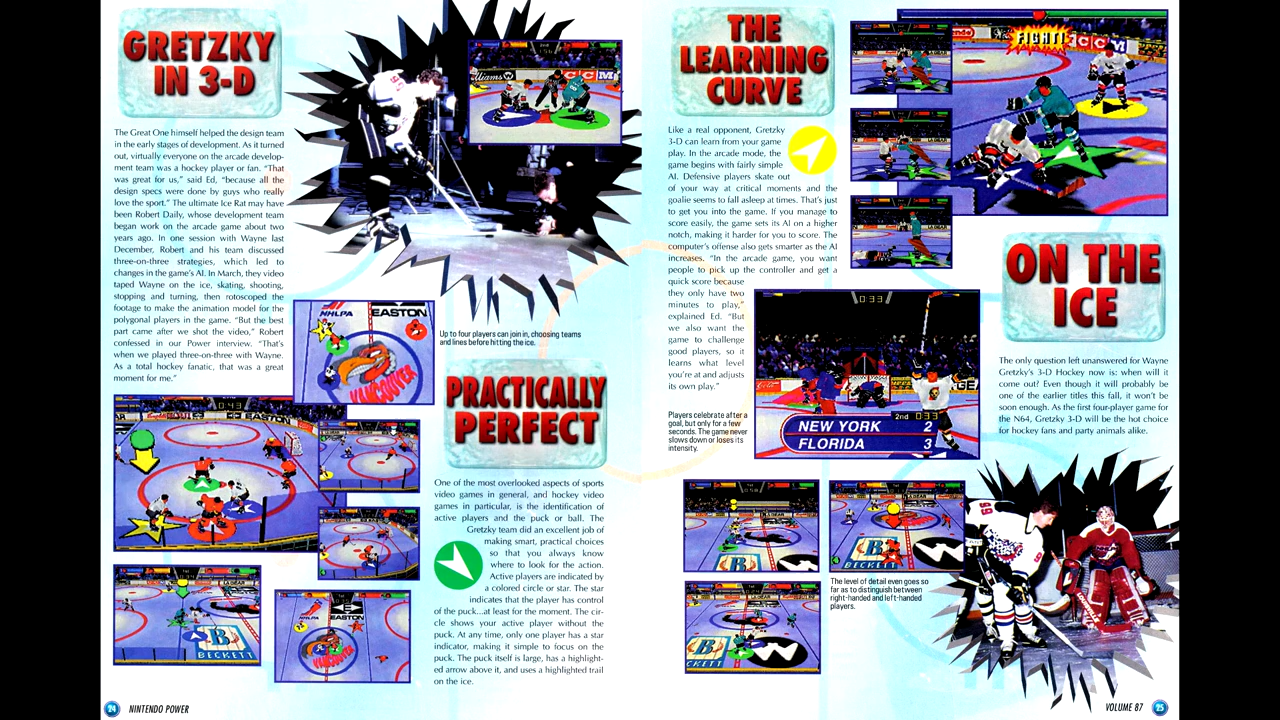 GRETZKY
IN 3-D
The Great One himself helped the design team
in the early stages of development. As it turned
out, virtually everyone on the arcade develop-
ment team was a hockey player or fan. "That
was great for us," said Ed, "because all the
design specs were done by guys who really
love the sport." The ultimate Ice Rat may have
been Robert Daily, whose development team
began work on the arcade game about two
years ago. In one session with Wayne last
December, Robert and his team discussed
three-on-three strategies, which led to
changes in the game's AI. In March, they video
taped Wayne on the ice, skating, shooting,
stopping and turning, then rotoscoped the
footage to make the animation model for the
polygonal players in the game. "But the best
part came after we shot the video," Robert
confessed in our Power interview. "That's
when we played three-on-three with Wayne.
As a total hockey fanatic, that was a great
moment for me."
Williams
CCM
NHLPA
EASTON
VANCOUVER
Up to four players can join in, choosing teams
and lines before hitting the ice.
PRACTICALLY
PERFECT
One of the most overlooked aspects of sports
video games in general, and hockey video
games in particular, is the identification of
active players and the puck or ball. The
Gretzky team did an excellent job of
making smart, practical choices
so that you always know
where to look for the action.
Active players are indicated by
a colored circle or star. The star
indicates that the player has control
of the puck...at least for the moment. The cir-
cle shows your active player without the
puck. At any time, only one player has a star
indicator, making it simple to focus on the
puck. The puck itself is large, has a highlight-
ed arrow above it, and uses a highlighted trail
on the ice.
BECKETT
EASTON
VANCOUVER
24 NINTENDO POWER
THE
LEARNING
CURVE
Like a real opponent, Gretzky
3-D can learn from your game
play. In the arcade mode, the
game begins with fairly simple
AI. Defensive players skate out
of your way at critical moments and the
goalie seems to fall asleep at times. That's just
to get you into the game. If you manage to
score easily, the game sets its AI on a higher
notch, making it harder for you to score. The
computer's offense also gets smarter as the AI
increases. "In the arcade game, you want
people to pick up the controller and get a
quick score because
they only have two
minutes to play,"
explained Ed. "But
we also want the
game to challenge
good players, so it
learns what level
you're at and adjusts
its own play."
Players celebrate after a
goal, but only for a few
seconds. The game never
slows down or loses its
intensity.
FIGHT!
CCM
0:33
2nd 0:33
NEW YORK 2
FLORIDA 3
ON THE
ICE
The only question left unanswered for Wayne
Gretzky's 3-D Hockey now is: when will it
come out? Even though it will probably be
one of the earlier titles this fall, it won't be
soon enough. As the first four-player game for
the N64, Gretzky 3-D will be the hot choice
for hockey fans and party animals alike.
B
BECKETT
B
CKETT
The level of detail even goes so
far as to distinguish between
right-handed and left-handed
players.
99
VOLUME 87 25